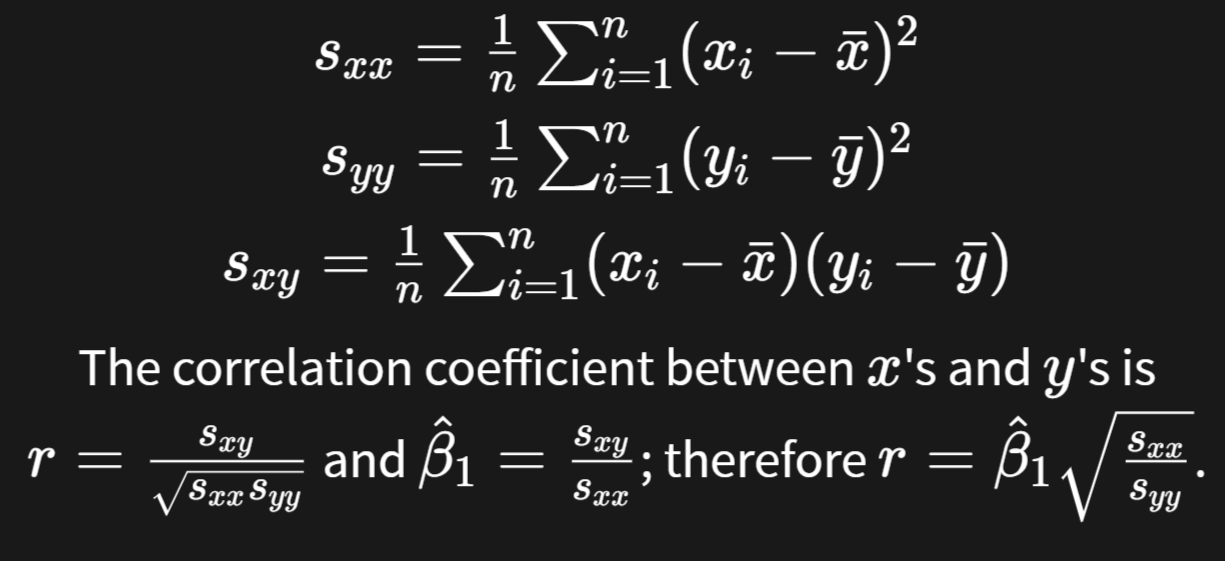 $s_{xx} = \frac{1}{n} \sum_{i=1}^{n} (x_i - \bar{x})^2$
$s_{yy} = \frac{1}{n} \sum_{i=1}^{n} (y_i - \bar{y})^2$
$s_{xy} = \frac{1}{n} \sum_{i=1}^{n} (x_i - \bar{x})(y_i - \bar{y})$
The correlation coefficient between $x$'s and $y$'s is
$r = \frac{s_{xy}}{\sqrt{s_{xx} s_{yy}}}$ and $\hat{\beta}_1 = \frac{s_{xy}}{s_{xx}}$; therefore $r = \hat{\beta}_1 \sqrt{\frac{s_{xx}}{s_{yy}}}$.